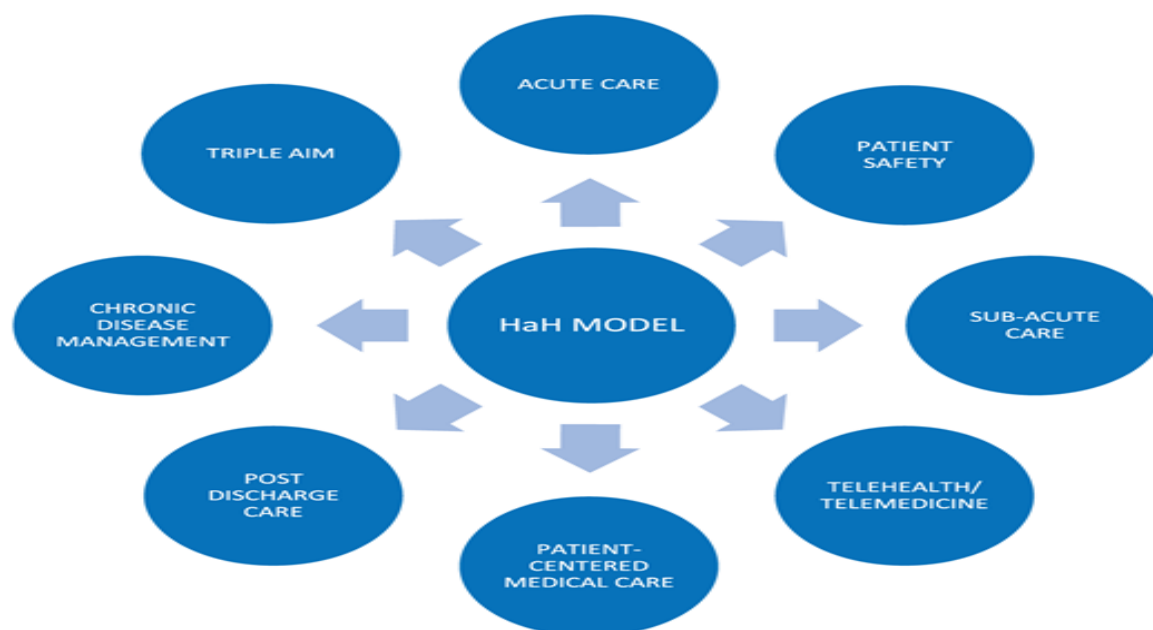 ACUTE CARE
PATIENT
SAFETY
SUB-ACUTE
CARE
TELEHEALTH/
TELEMEDICINE
PATIENT-
CENTERED
MEDICAL CARE
POST
DISCHARGE
CARE
CHRONIC
DISEASE
MANAGEMENT
TRIPLE AIM
HaH MODEL